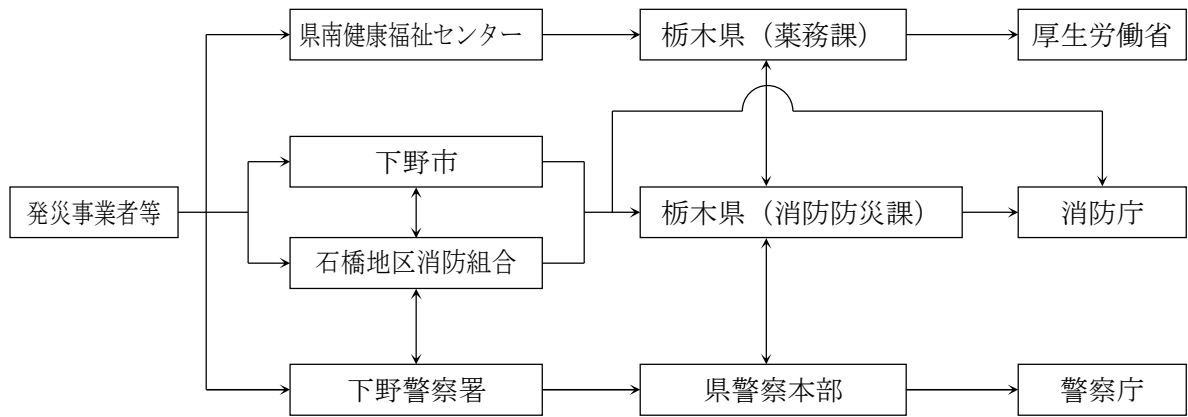 県南健康福祉センター
栃木県（薬務課）
厚生労働省
下野市
発災事業者等
栃木県（消防防災課）
消防庁
石橋地区消防組合
下野警察署
県警察本部
警察庁